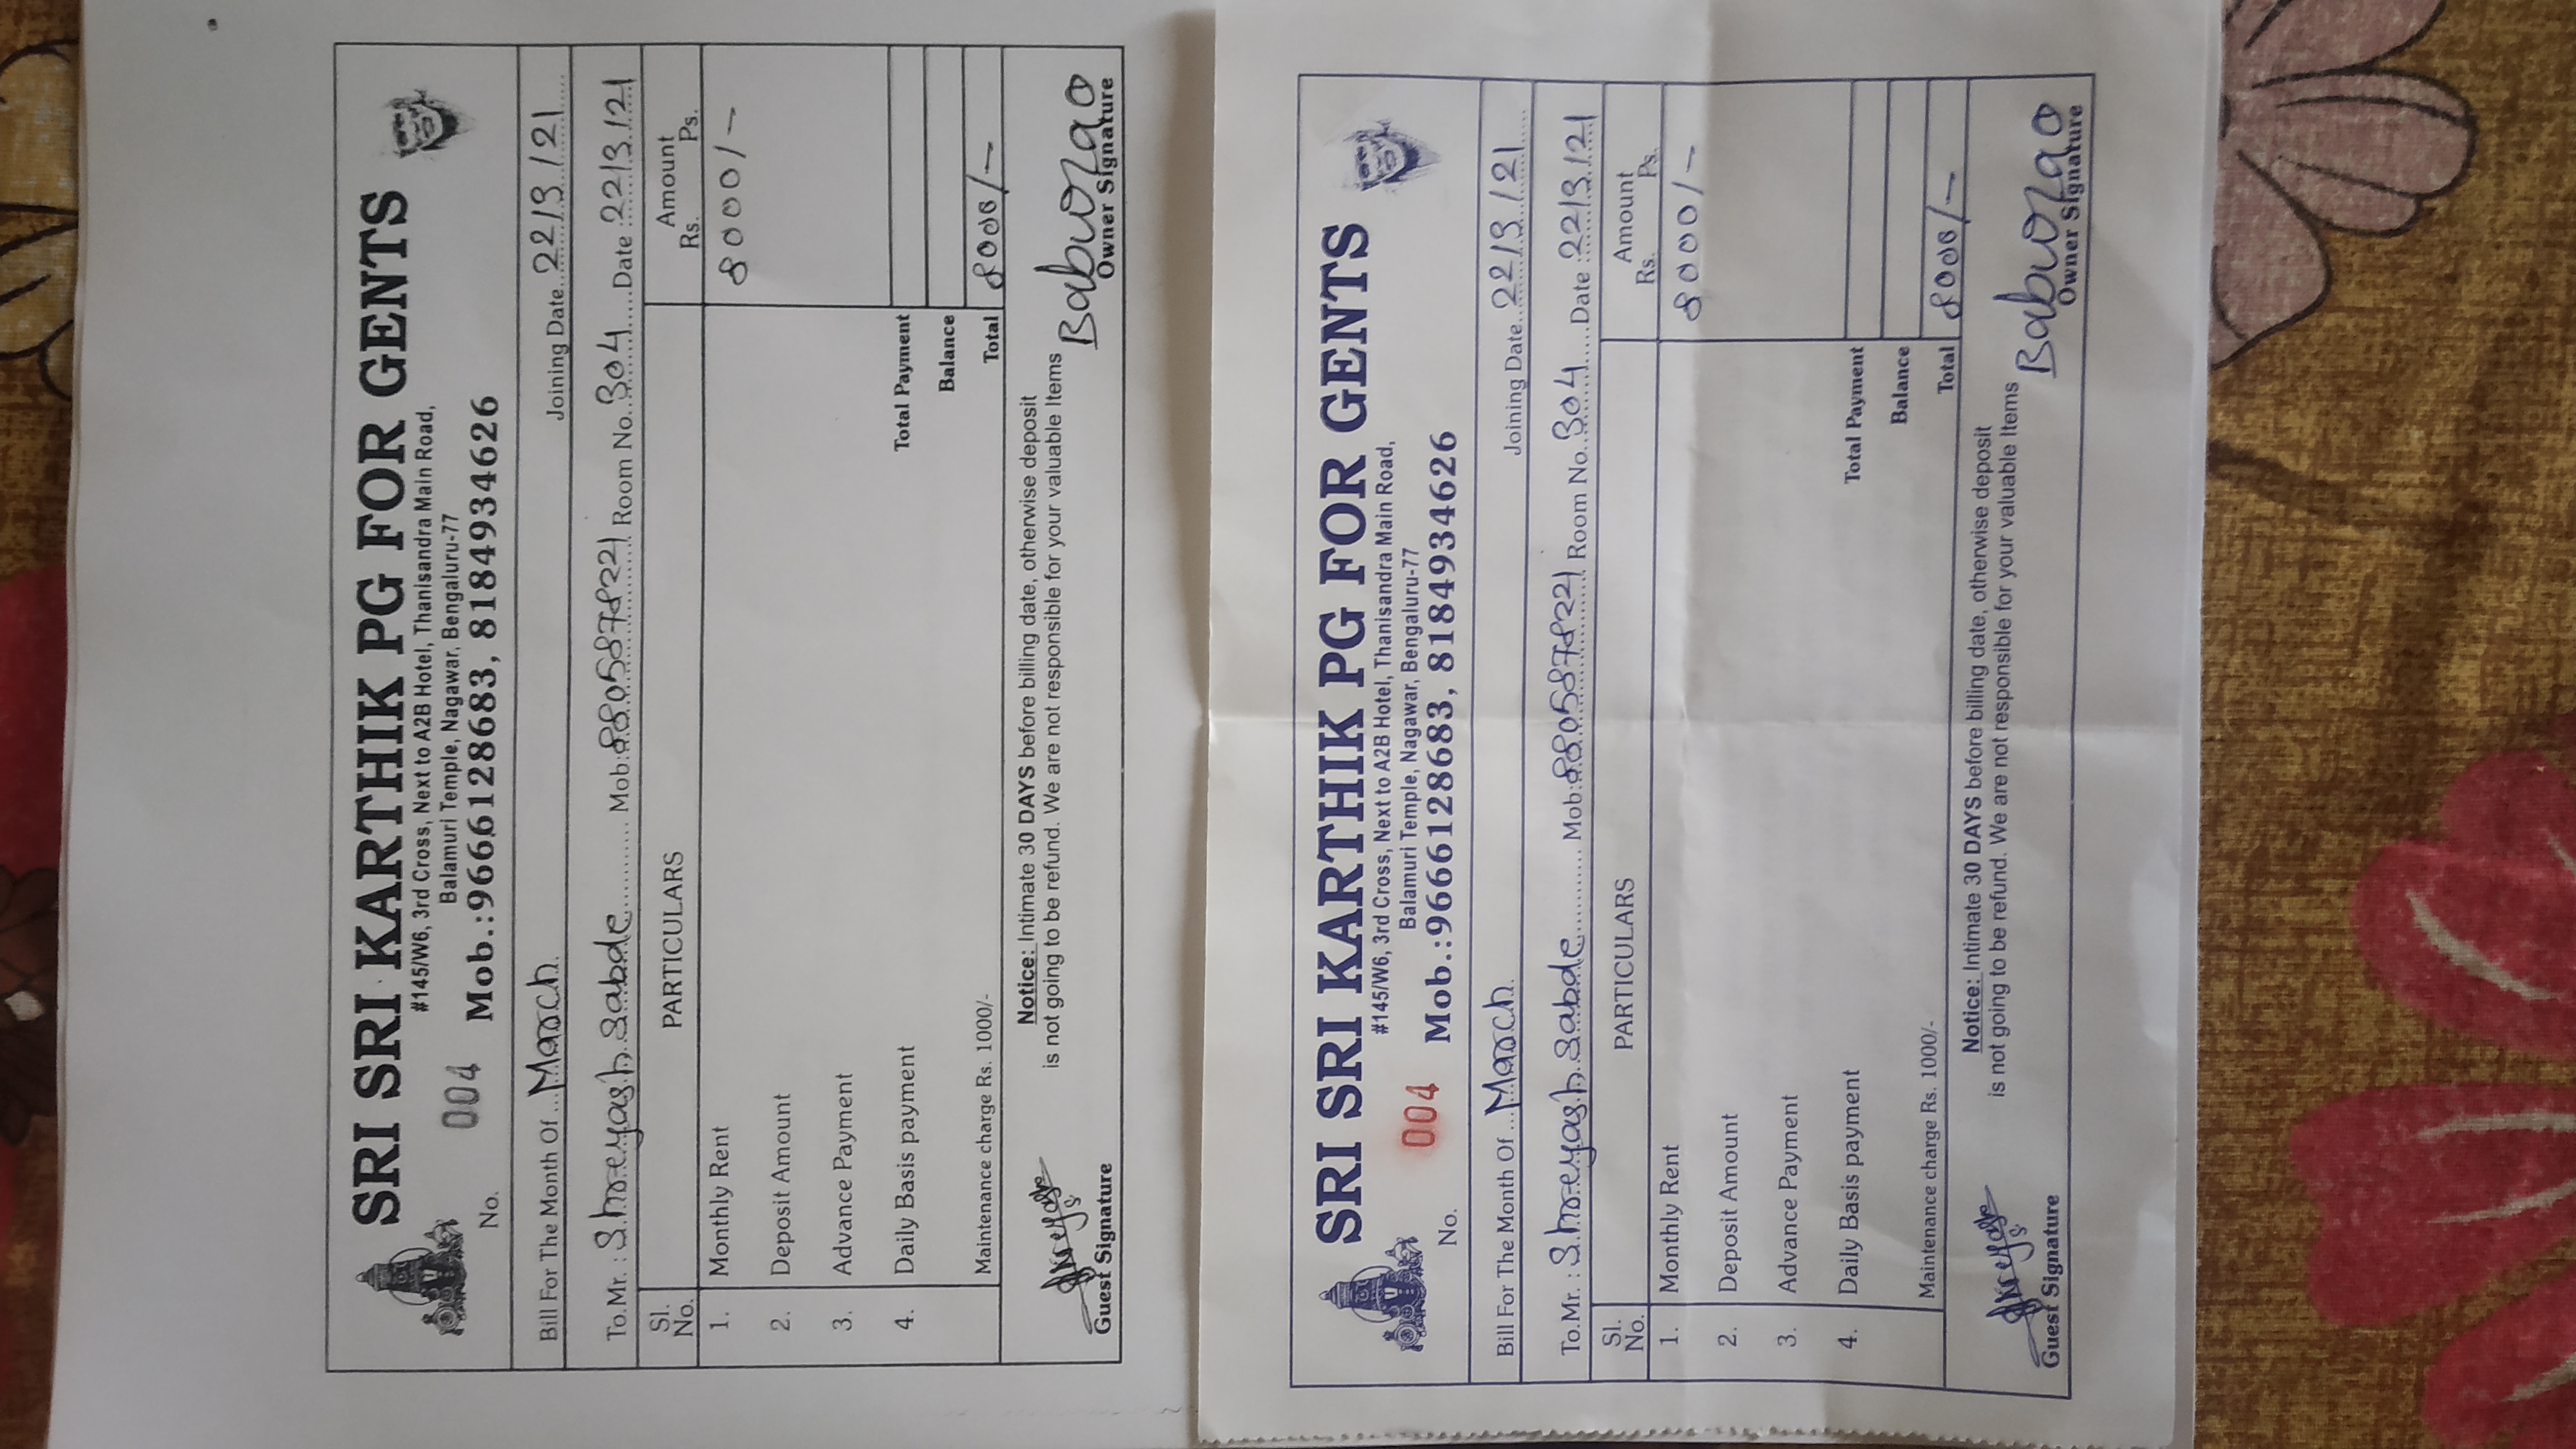 SRI SRI KARTHIK PG FOR GENTS
#145/W6, 3rd Cross, Next to A2B Hotel, Thanisandra Main Road,
Balamuri Temple, Nagawar, Bengaluru-77
No. 004 Mob.:9666128683, 8184934626
Bill For The Month Of ... March. Joining Date. 22/3/21
To.Mr. : Shreyash Sabde Mob: 8805878221 Room No. 304 Date 22/3/21
Sl. No. PARTICULARS Amount Rs. Ps.
1. Monthly Rent 8000/-
2. Deposit Amount
3. Advance Payment
4. Daily Basis payment Total Payment
Balance
Maintenance charge Rs. 1000/- Total 8000/-
Notice: Intimate 30 DAYS before billing date, otherwise deposit
is not going to be refund. We are not responsible for your valuable Items
Shreyash S Baburao
Guest Signature Owner Signature
SRI SRI KARTHIK PG FOR GENTS
#145/W6, 3rd Cross, Next to A2B Hotel, Thanisandra Main Road,
Balamuri Temple, Nagawar, Bengaluru-77
No. 004 Mob.:9666128683, 8184934626
Bill For The Month Of ... March. Joining Date.. 22/3/21
To.Mr. : Shreyash Sabde Mob: 8805878221 Room No. 304 Date 22/3/21
Sl. No. PARTICULARS Amount Rs. Ps.
1. Monthly Rent 8000/-
2. Deposit Amount
3. Advance Payment
4. Daily Basis payment Total Payment
Balance
Maintenance charge Rs. 1000/- Total 8000/-
Notice: Intimate 30 DAYS before billing date, otherwise deposit
is not going to be refund. We are not responsible for your valuable Items
Shreyash S Baburao
Guest Signature Owner Signature